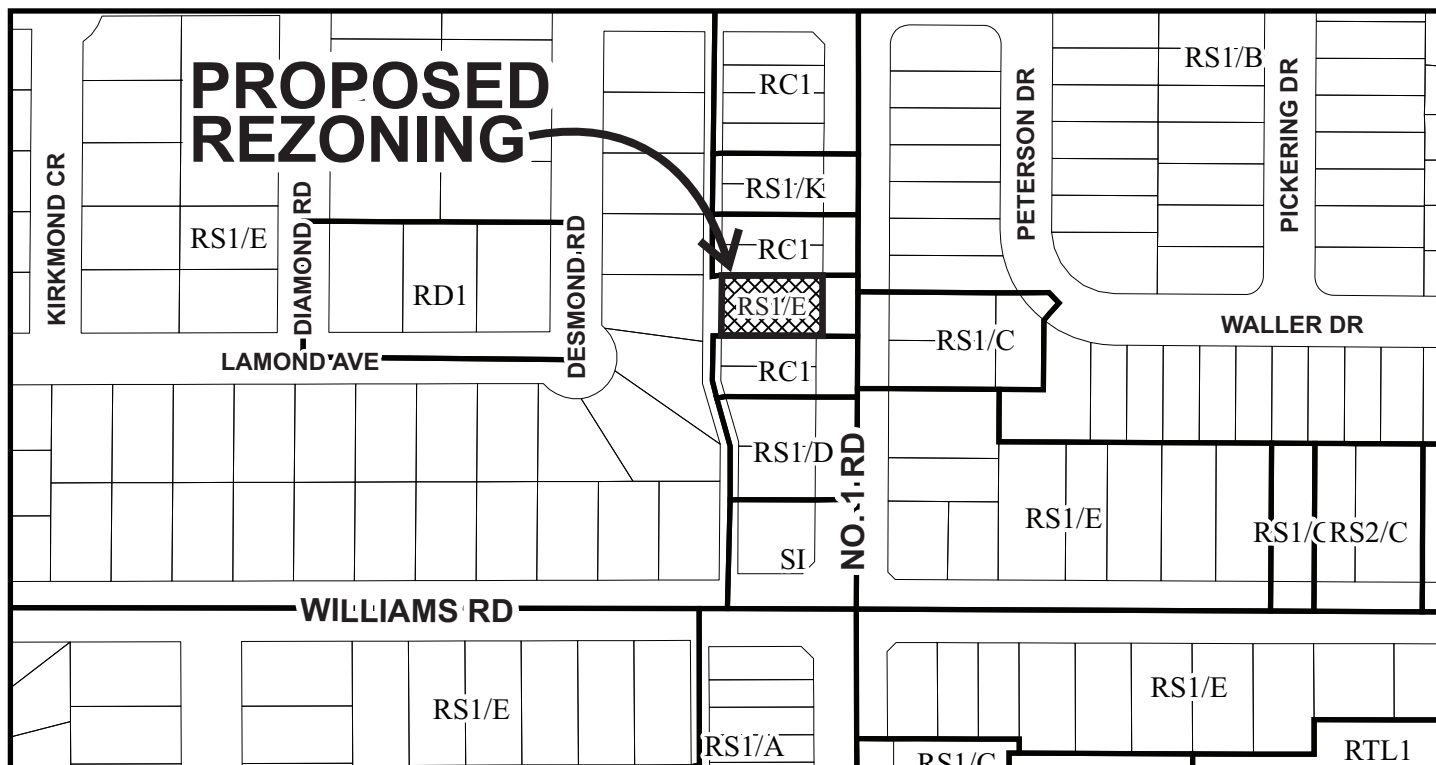 PROPOSED
REZONING
RC1
RS1/B
PETERSON DR
PICKERING DR
KIRKMOND CR
RS1/E
DIAMOND RD
RD1
DESMOND RD
RS1/K
RC1
RS1/E
RS1/C
WALLER DR
LAMOND AVE
RC1
RS1/D
NO. 1 RD
SI
RS1/E
RS1/C
RS2/C
WILLIAMS RD
RS1/E
RS1/A
RS1/E
RS1/C
RTL1